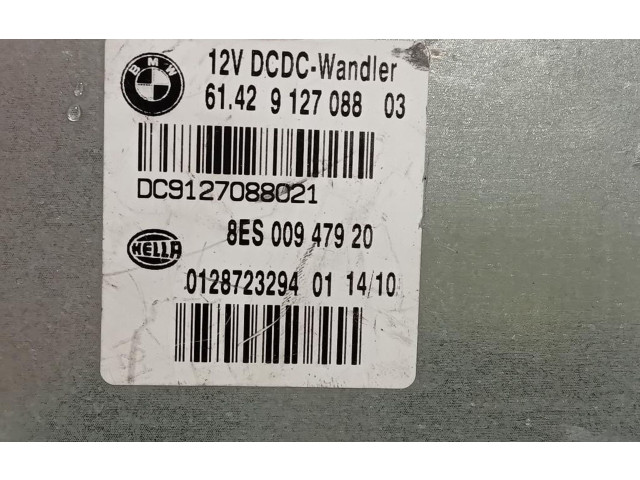 BMW
12V DCDC-Wandler
61.42 9 127 088 03
DC9127088021
8ES 009 479 20
HELLA
0128723294 01 14/10